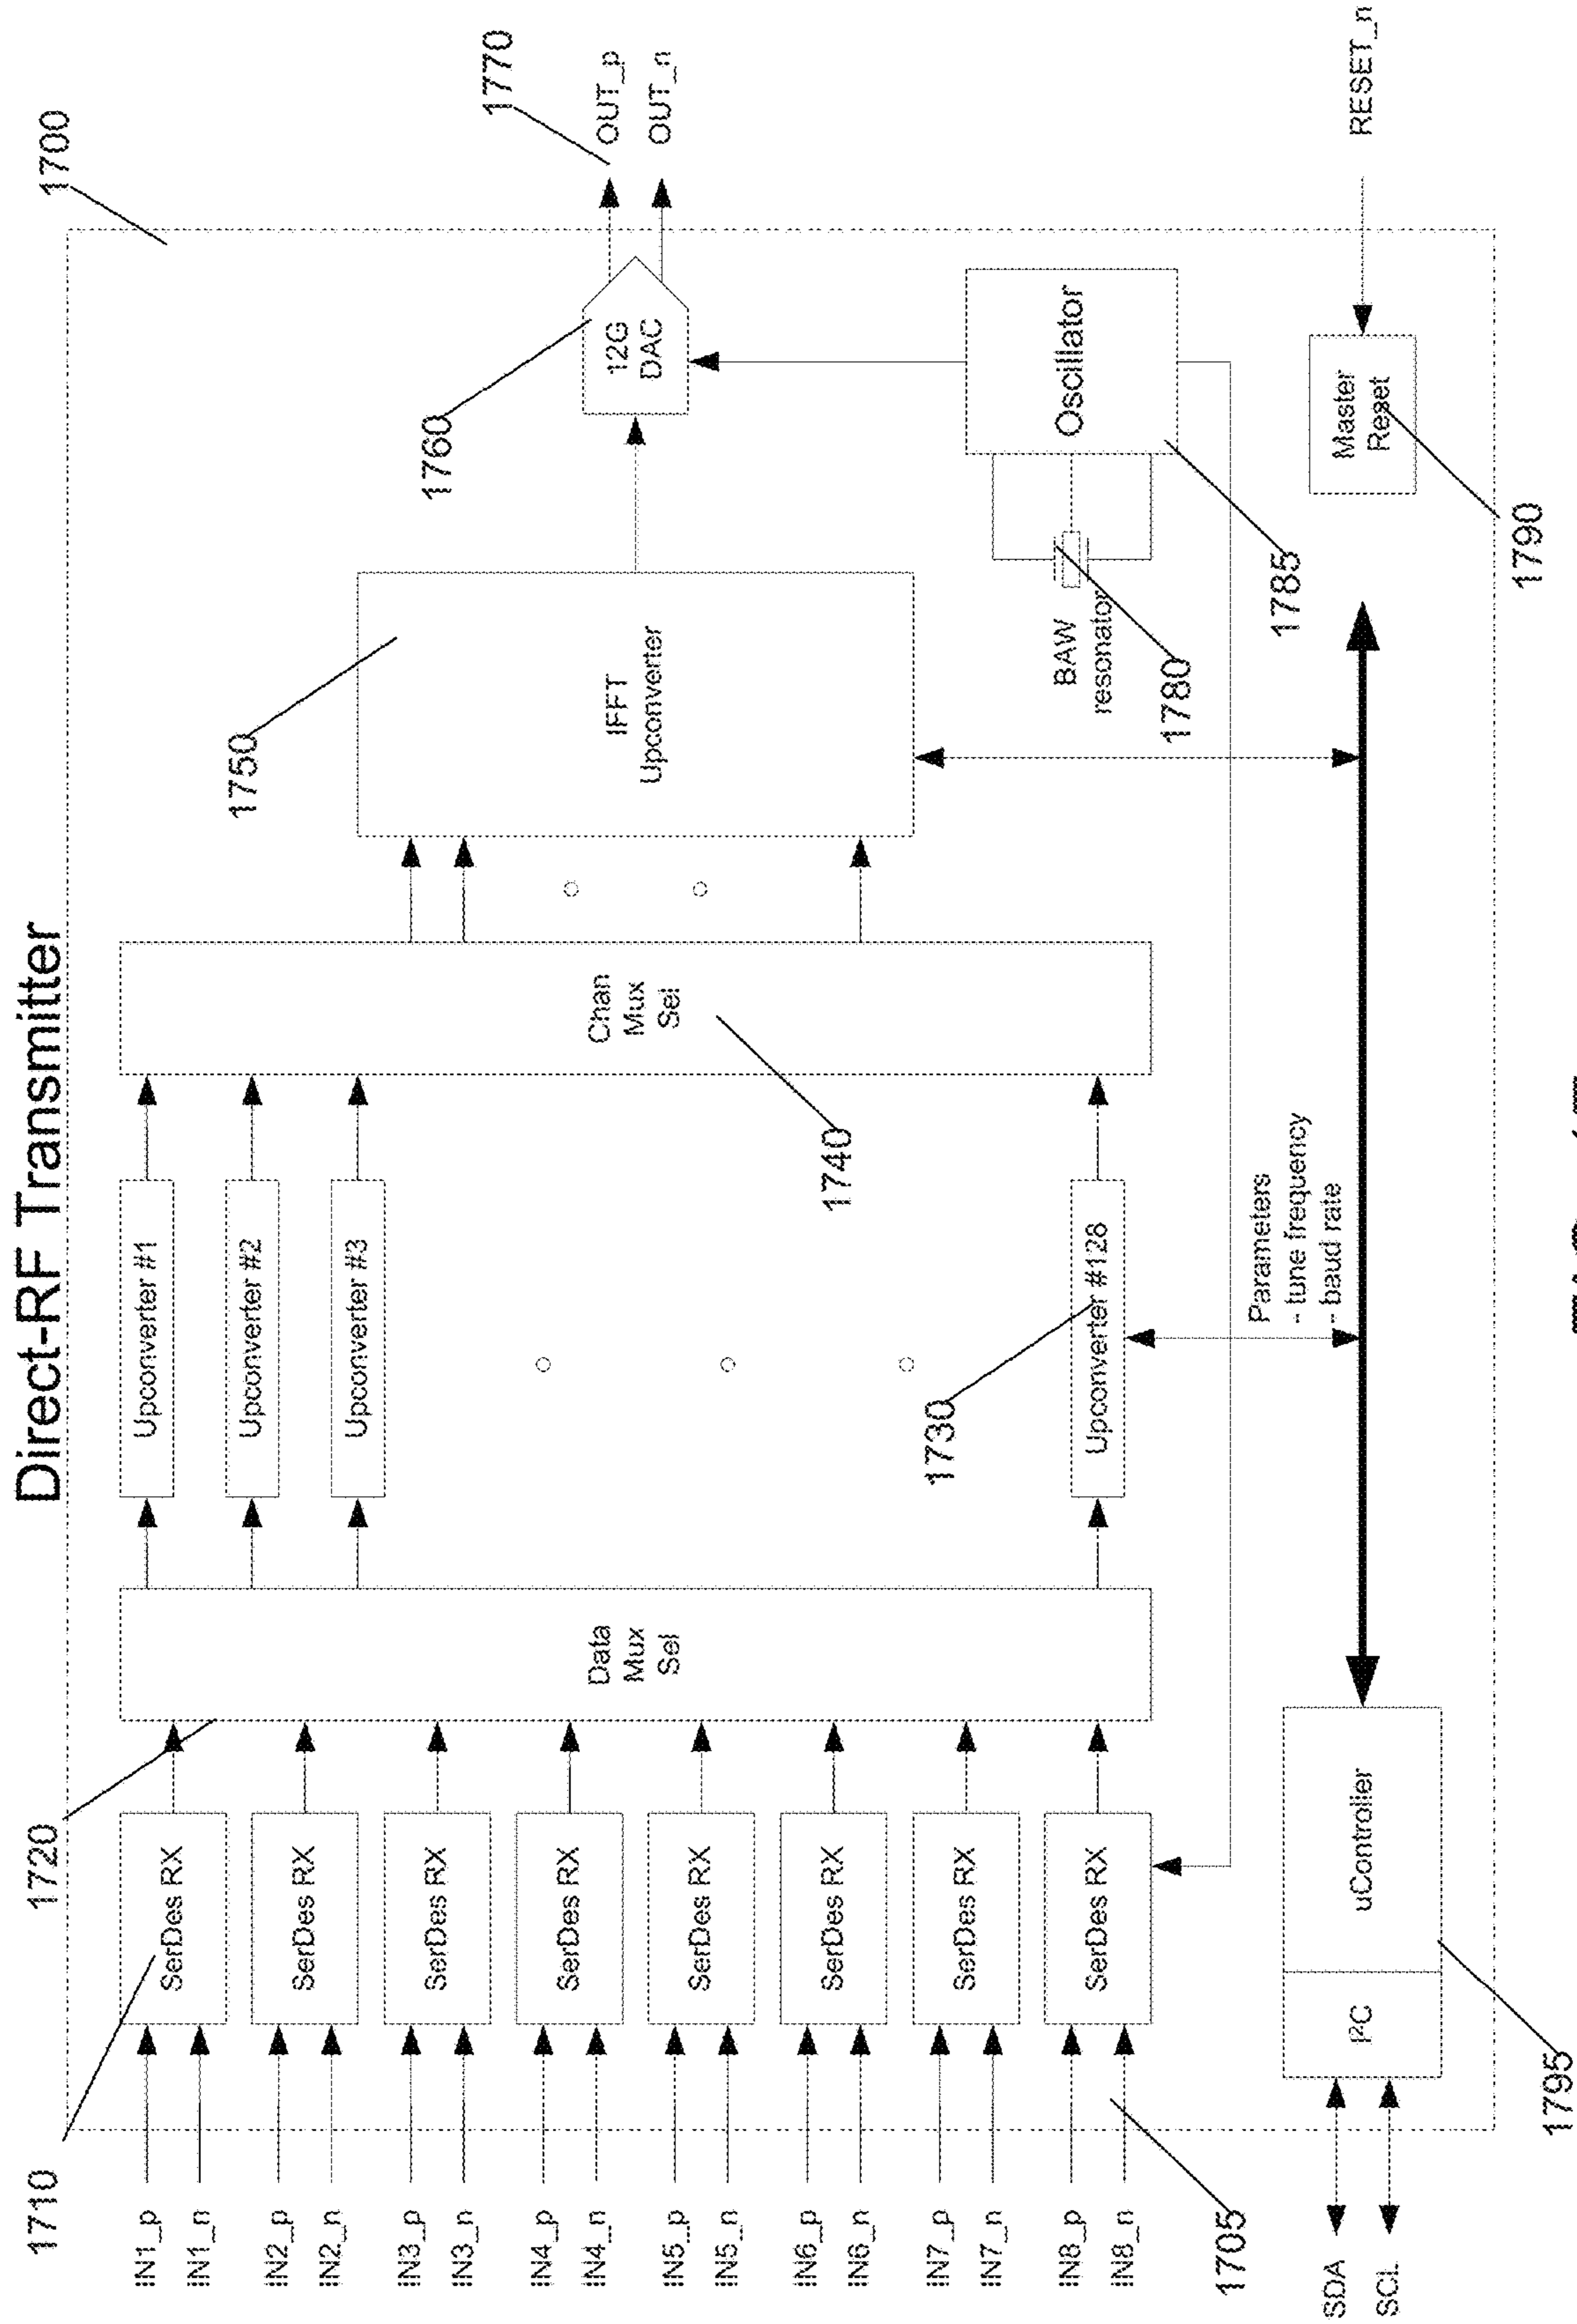 Direct-RF Transmitter
1700
1710
1720
1750
1760
1770
IN1_p
IN1_n
IN2_p
IN2_n
IN3_p
IN3_n
IN4_p
IN4_n
IN5_p
IN5_n
IN6_p
IN6_n
IN7_p
IN7_n
IN8_p
IN8_n
1705
SerDes RX
SerDes RX
SerDes RX
SerDes RX
SerDes RX
SerDes RX
SerDes RX
SerDes RX
Data
Mux
Sel
Upconverter #1
Upconverter #2
Upconverter #3
1730
Upconverter #128
Chan
Mux
Sel
1740
IFFT
Upconverter
12G
DAC
OUT_p
OUT_n
Oscillator
BAW
resonator
1780
1785
Parameters
- tune frequency
- baud rate
Master
Reset
RESET_n
1790
SDA
SCL
I²C
uController
1795